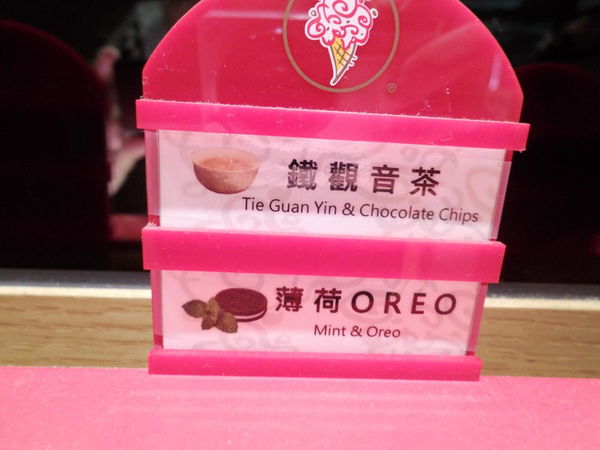 鐵觀音茶
Tie Guan Yin & Chocolate Chips
薄荷OREO
Mint & Oreo